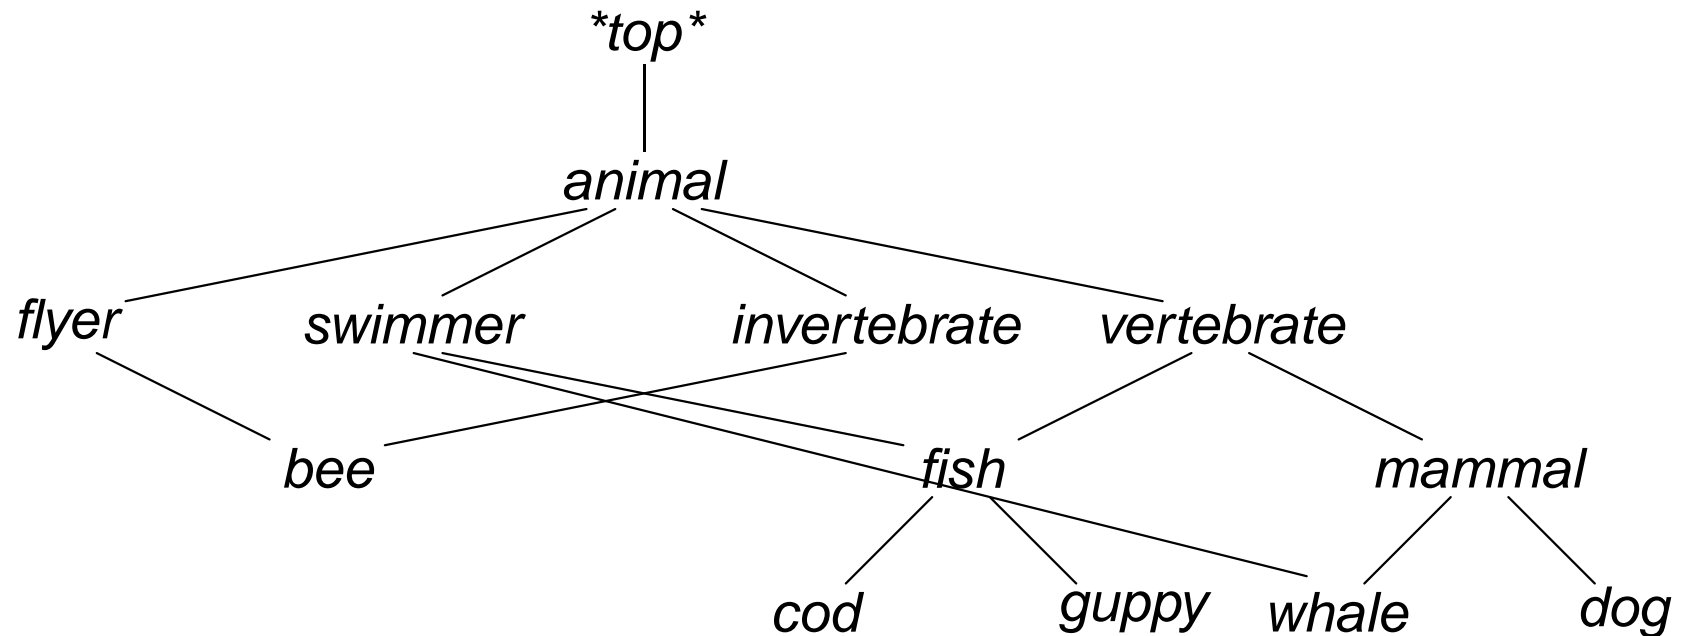 *top*
animal
flyer swimmer invertebrate vertebrate
bee fish mammal
cod guppy whale dog